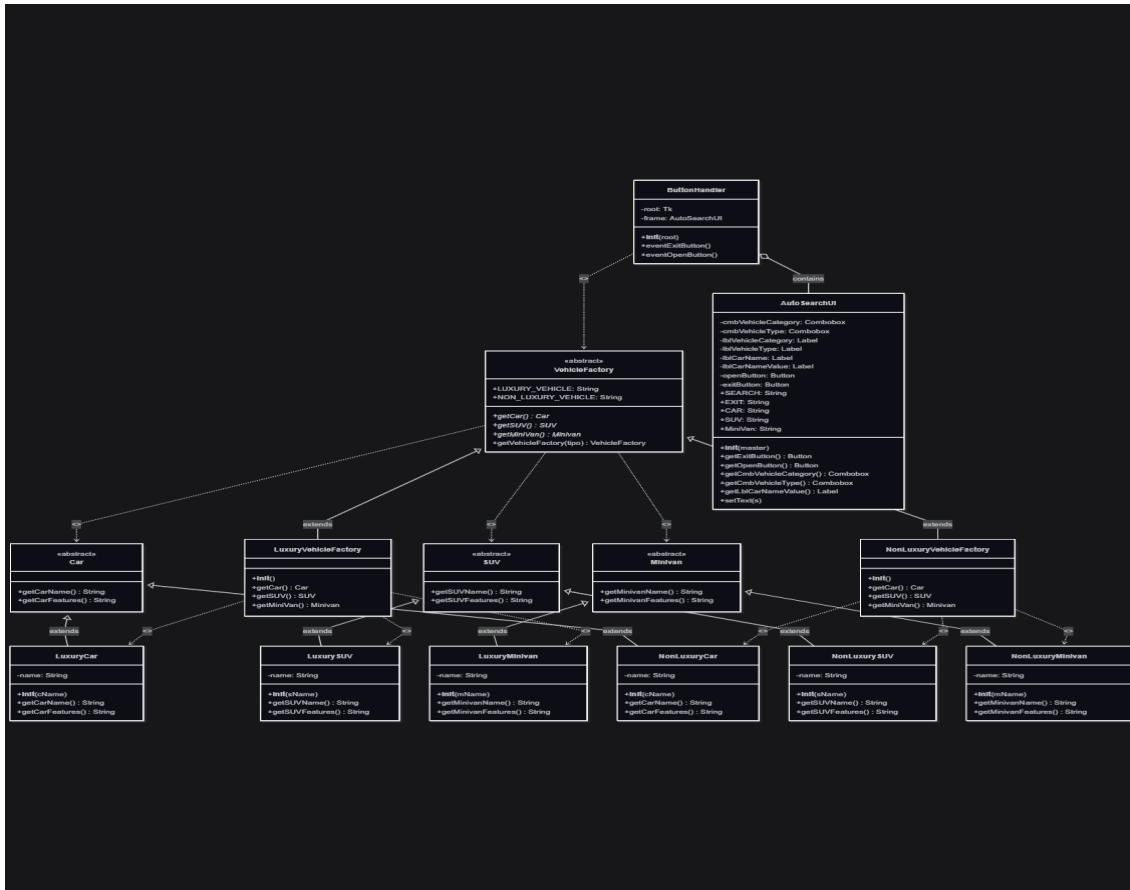 ButtonHandler
-root: Tk
-frame: AutoSearchUI
+Init(root)
+eventExitButton()
+eventOpenButton()
<>
contains
AutoSearchUI
-cmbVehicleCategory: Combobox
-cmbVehicleType: Combobox
-lblVehicleCategory: Label
-lblVehicleType: Label
-lblCarName: Label
-lblCarNameValue: Label
-openButton: Button
-exitButton: Button
+SEARCH: String
+EXIT: String
+CAR: String
+SUV: String
+MiniVan: String
+Init(master)
+getExitButton() : Button
+getOpenButton() : Button
+getCmbVehicleCategory() : Combobox
+getCmbVehicleType() : Combobox
+getLblCarNameValue() : Label
+setText(s)
«abstract»
VehicleFactory
+LUXURY_VEHICLE: String
+NON_LUXURY_VEHICLE: String
+getCar() : Car
+getSUV() : SUV
+getMiniVan() : Minivan
+getVehicleFactory(tipo) : VehicleFactory
<>
extends
<>
<>
extends
«abstract»
Car
+getCarName() : String
+getCarFeatures() : String
LuxuryVehicleFactory
+Init()
+getCar() : Car
+getSUV() : SUV
+getMiniVan() : Minivan
«abstract»
SUV
+getSUVName() : String
+getSUVFeatures() : String
«abstract»
Minivan
+getMinivanName() : String
+getMinivanFeatures() : String
NonLuxuryVehicleFactory
+Init()
+getCar() : Car
+getSUV() : SUV
+getMiniVan() : Minivan
extends
<>
extends
<>
extends
<>
extends
<>
extends
<>
extends
<>
LuxuryCar
-name: String
+Init(cName)
+getCarName() : String
+getCarFeatures() : String
LuxurySUV
-name: String
+Init(sName)
+getSUVName() : String
+getSUVFeatures() : String
LuxuryMinivan
-name: String
+Init(mName)
+getMinivanName() : String
+getMinivanFeatures() : String
NonLuxuryCar
-name: String
+Init(cName)
+getCarName() : String
+getCarFeatures() : String
NonLuxurySUV
-name: String
+Init(sName)
+getSUVName() : String
+getSUVFeatures() : String
NonLuxuryMinivan
-name: String
+Init(mName)
+getMinivanName() : String
+getMinivanFeatures() : String